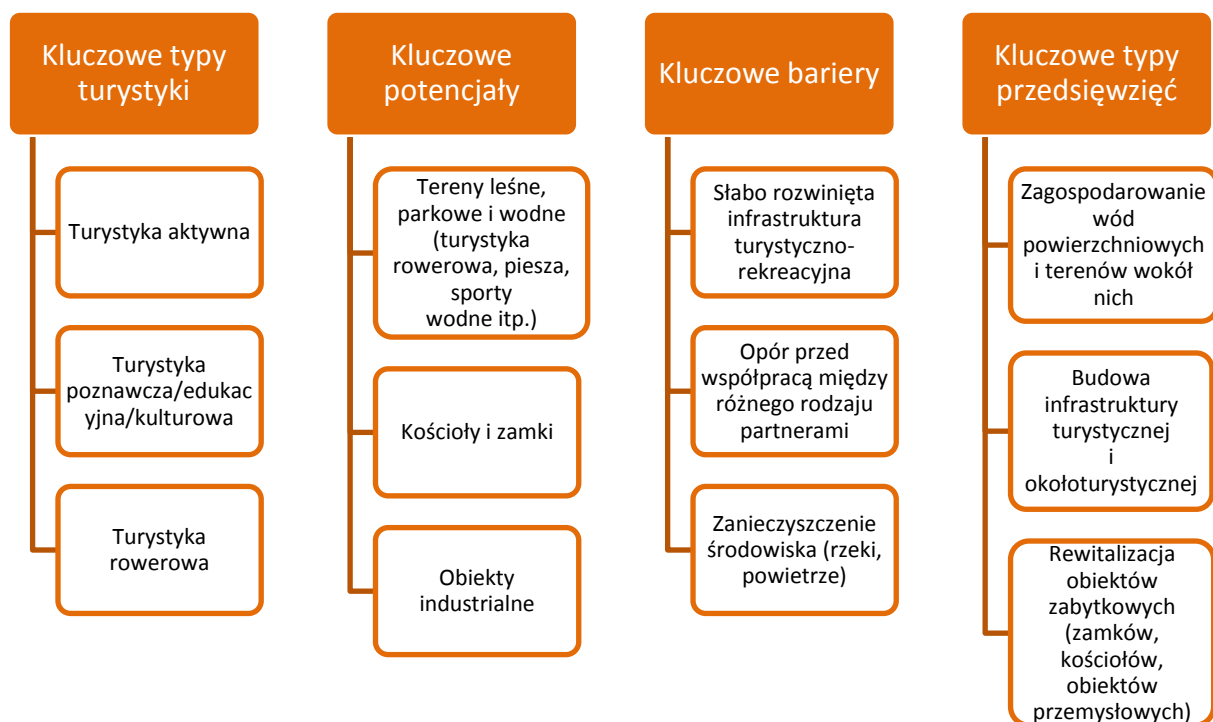 Kluczowe typy
turystyki
Turystyka aktywna
Turystyka
poznawcza/edukac
yjna/kulturowa
Turystyka
rowerowa
Kluczowe
potencjały
Tereny leśne,
parkowe i wodne
(turystyka
rowerowa, piesza,
sporty
wodne itp.)
Kościoły i zamki
Obiekty
industrialne
Kluczowe bariery
Słabo rozwinięta
infrastruktura
turystyczno-
rekreacyjna
Opór przed
współpracą między
różnego rodzaju
partnerami
Zanieczyszczenie
środowiska (rzeki,
powietrze)
Kluczowe typy
przedsięwzięć
Zagospodarowanie
wód
powierzchniowych
i terenów wokół
nich
Budowa
infrastruktury
turystycznej
i
okołoturystycznej
Rewitalizacja
obiektów
zabytkowych
(zamków,
kościołów,
obiektów
przemysłowych)